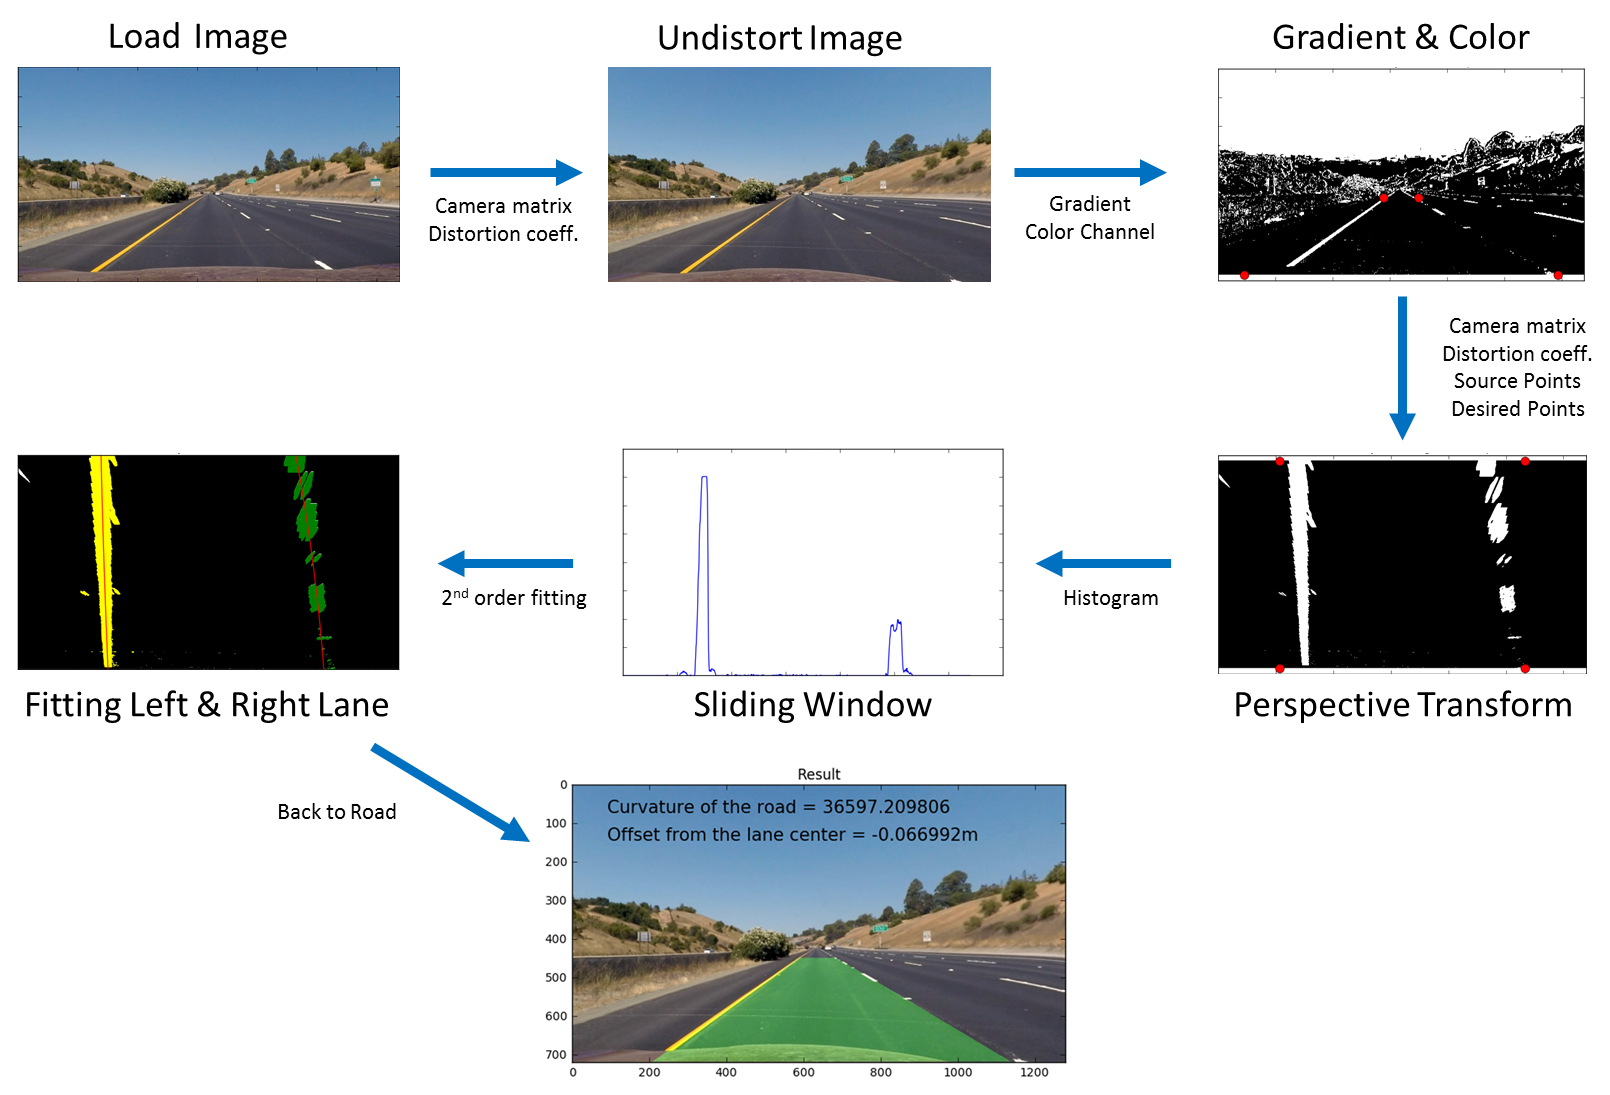 Load Image
Undistort Image
Gradient & Color
Camera matrix
Distortion coeff.
Gradient
Color Channel
Camera matrix
Distortion coeff.
Source Points
Desired Points
2nd order fitting
Histogram
Fitting Left & Right Lane
Sliding Window
Perspective Transform
Back to Road
Result
Curvature of the road = 36597.209806
Offset from the lane center = -0.066992m
0
100
200
300
400
500
600
700
0 200 400 600 800 1000 1200